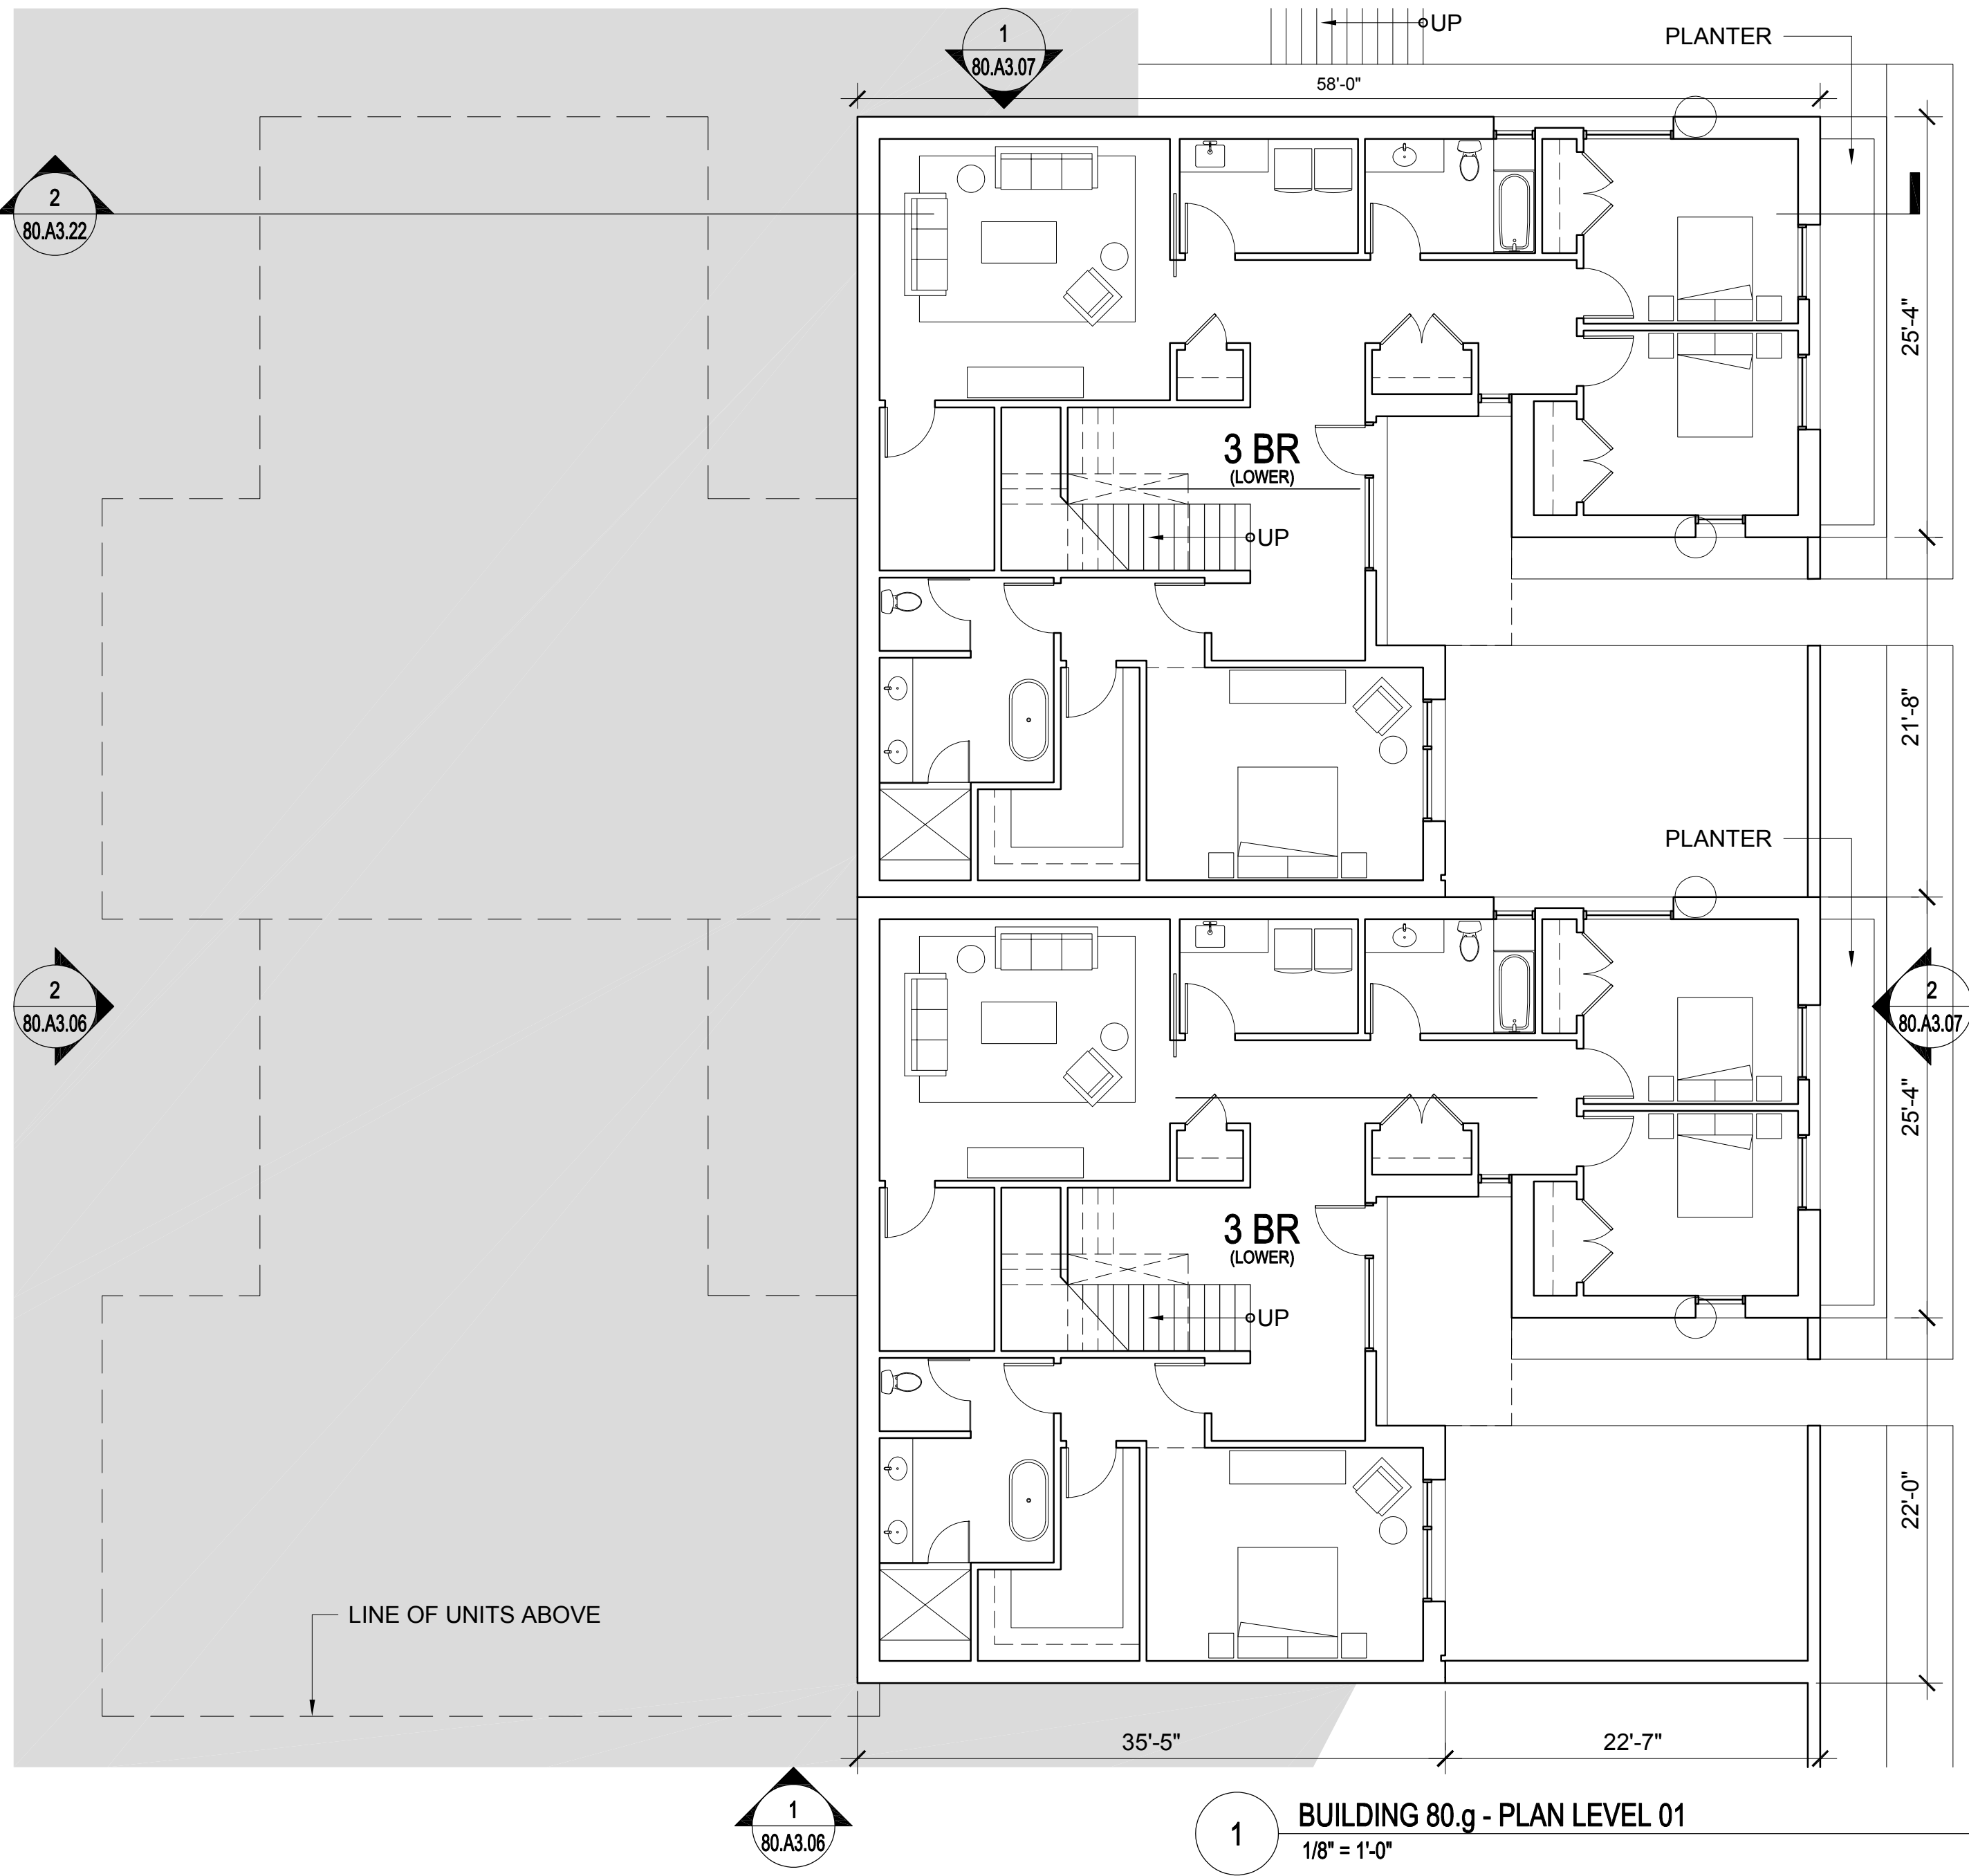 UP
PLANTER
1
80.A3.07
58'-0"
2
80.A3.22
25'-4"
3 BR
(LOWER)
UP
21'-8"
PLANTER
2
80.A3.06
2
80.A3.07
25'-4"
3 BR
(LOWER)
UP
22'-0"
LINE OF UNITS ABOVE
35'-5"
22'-7"
1
80.A3.06
1
BUILDING 80.g - PLAN LEVEL 01
1/8" = 1'-0"